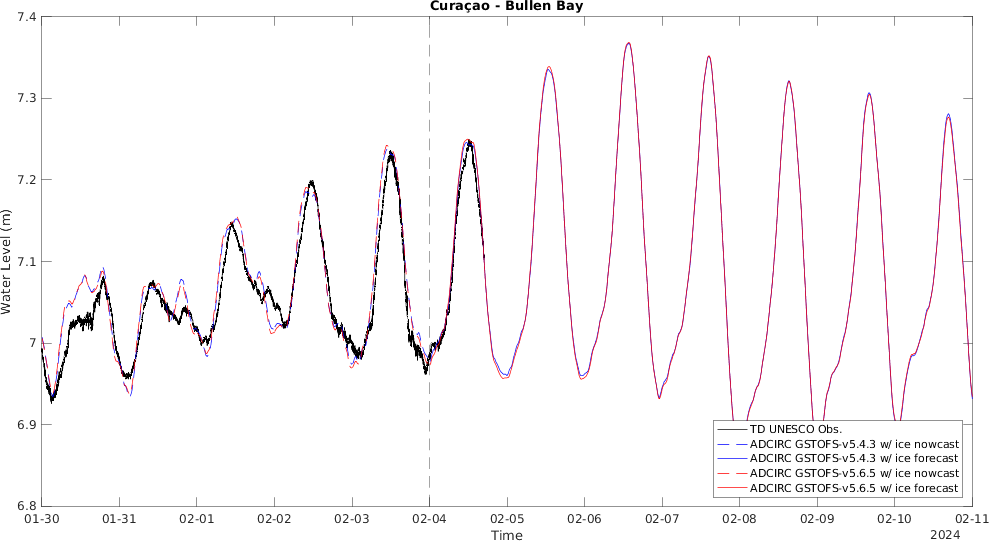 Curaçao - Bullen Bay
7.4
7.3
7.2
7.1
7
6.9
6.8
Water Level (m)
TD UNESCO Obs.
ADCIRC GSTOFS-v5.4.3 w/ ice nowcast
ADCIRC GSTOFS-v5.4.3 w/ ice forecast
ADCIRC GSTOFS-v5.6.5 w/ ice nowcast
ADCIRC GSTOFS-v5.6.5 w/ ice forecast
01-30 01-31 02-01 02-02 02-03 02-04 02-05 02-06 02-07 02-08 02-09 02-10 02-11
Time 2024